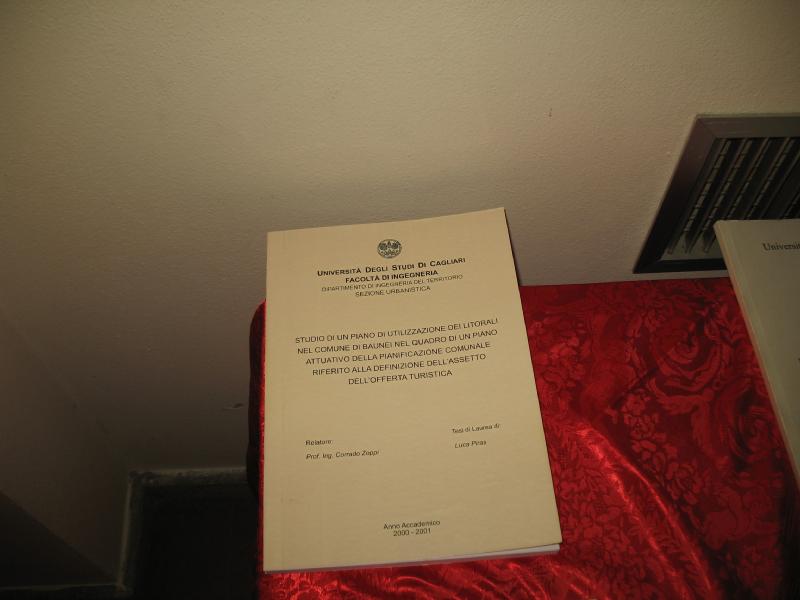 UNIVERSITÀ DEGLI STUDI DI CAGLIARI
FACOLTÀ DI INGEGNERIA
DIPARTIMENTO DI INGEGNERIA DEL TERRITORIO
SEZIONE URBANISTICA
STUDIO DI UN PIANO DI UTILIZZAZIONE DEI LITORALI
NEL COMUNE DI BAUNEI NEL QUADRO DI UN PIANO
ATTUATIVO DELLA PIANIFICAZIONE COMUNALE
RIFERITO ALLA DEFINIZIONE DELL'ASSETTO
DELL'OFFERTA TURISTICA
Relatore:
Prof. Ing. Corrado Zoppi
Tesi di Laurea di:
Luca Piras
Anno Accademico
2000 - 2001
Universit